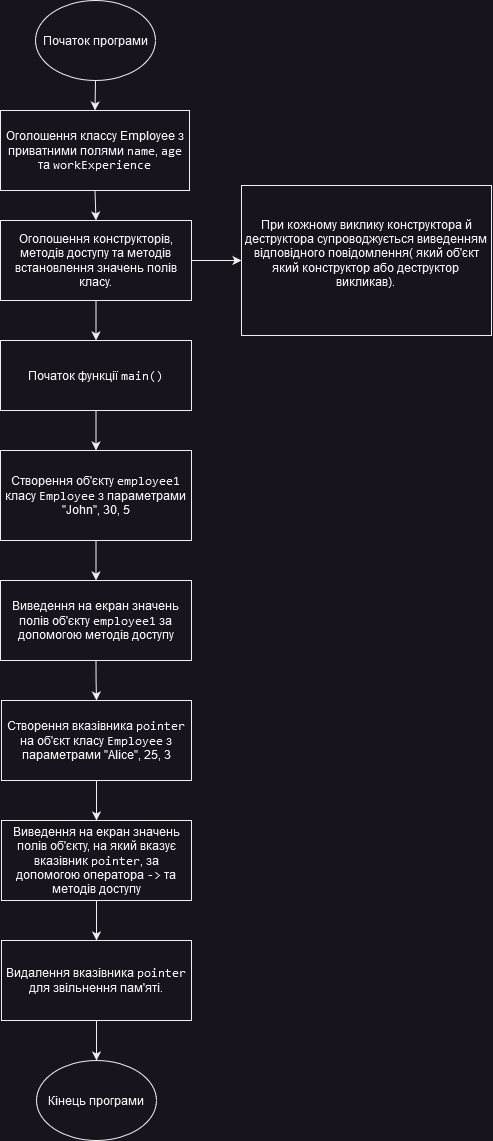 Початок програми
Оголошення классу Employee з
приватними полями name, age
та workExperience
Оголошення конструкторів,
методів доступу та методів
встановлення значень полів
класу.
При кожному виклику конструктора й
деструктора супроводжується виведенням
відповідного повідомлення( який об'єкт
який конструктор або деструктор
викликав).
Початок функції main()
Створення об'єкту employee1
класу Employee з параметрами
"John", 30, 5
Виведення на екран значень
полів об'єкту employee1 за
допомогою методів доступу
Створення вказівника pointer
на об'єкт класу Employee з
параметрами "Alice", 25, 3
Виведення на екран значень
полів об'єкту, на який вказує
вказівник pointer, за
допомогою оператора -> та
методів доступу
Видалення вказівника pointer
для звільнення пам'яті.
Кінець програми